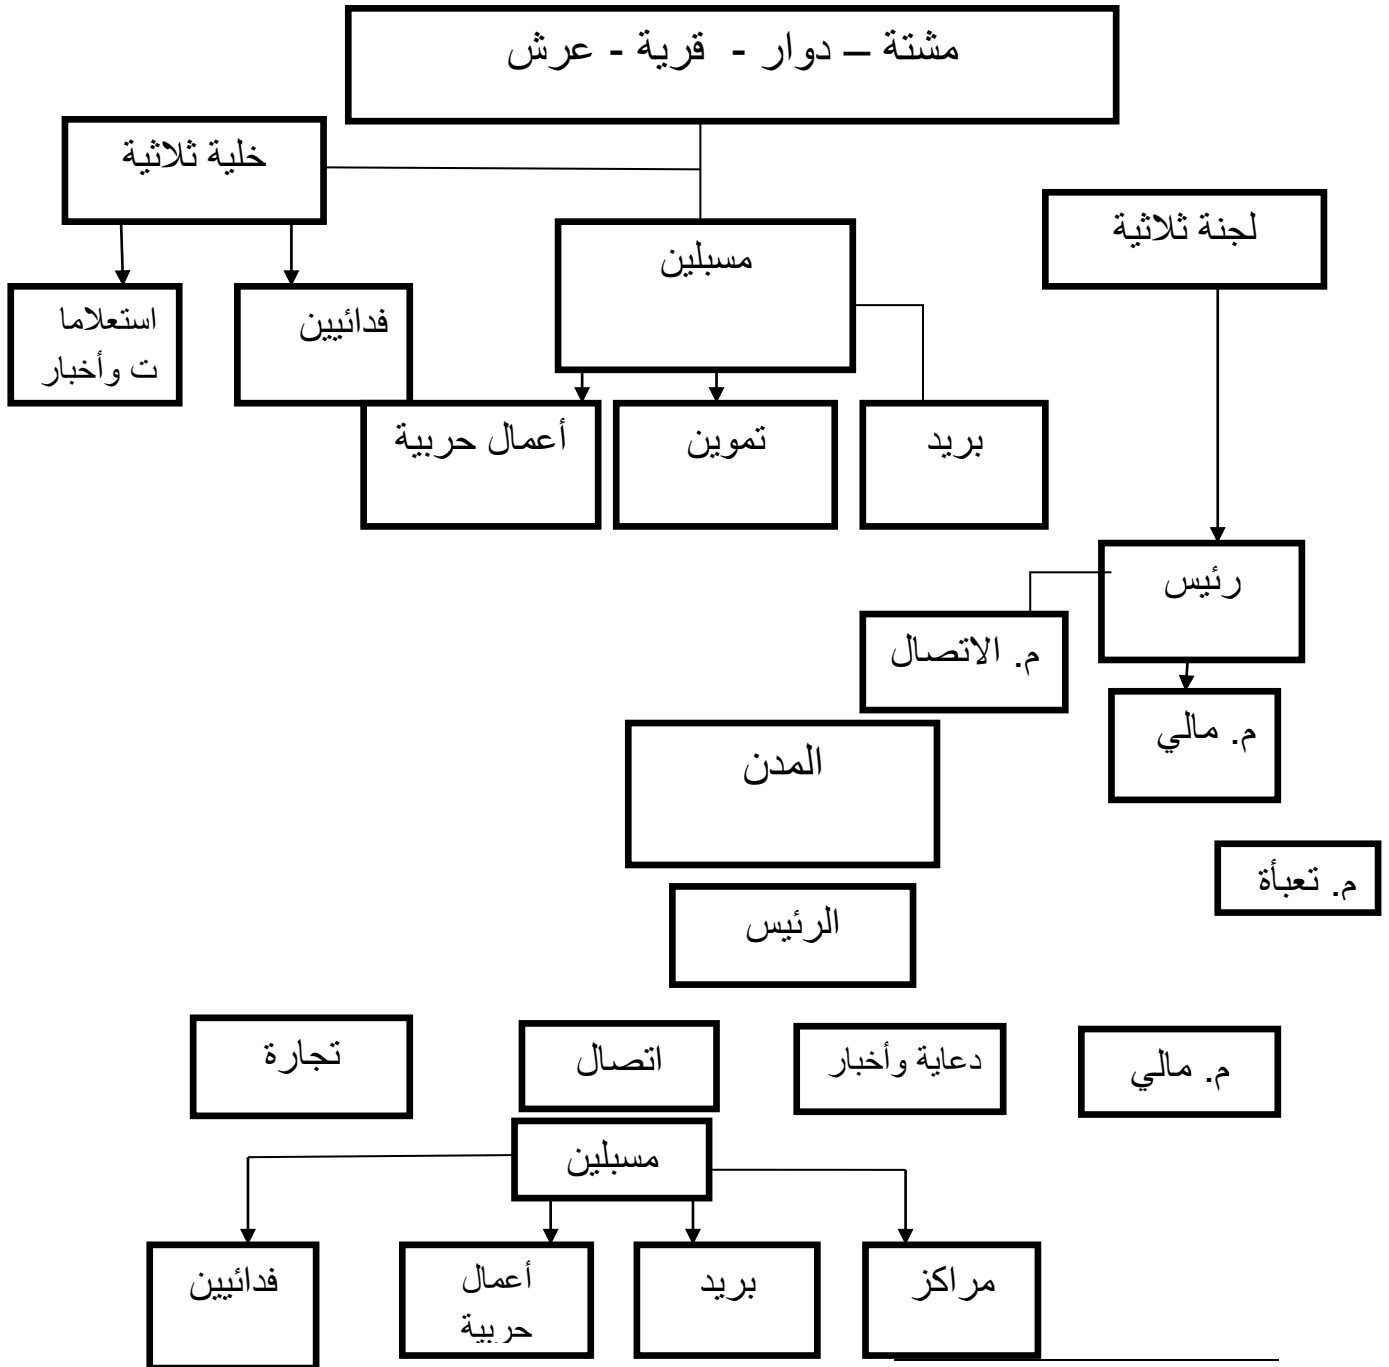 مشتة – دوار - قرية - عرش
خلية ثلاثية
لجنة ثلاثية
مسبلين
فدائيين
استعلاما
ت وأخبار
بريد
تموين
أعمال حربية
رئيس
م. الاتصال
م. مالي
المدن
م. تعبأة
الرئيس
م. مالي
دعاية وأخبار
اتصال
تجارة
مسبلين
مراكز
بريد
أعمال
حربية
فدائيين